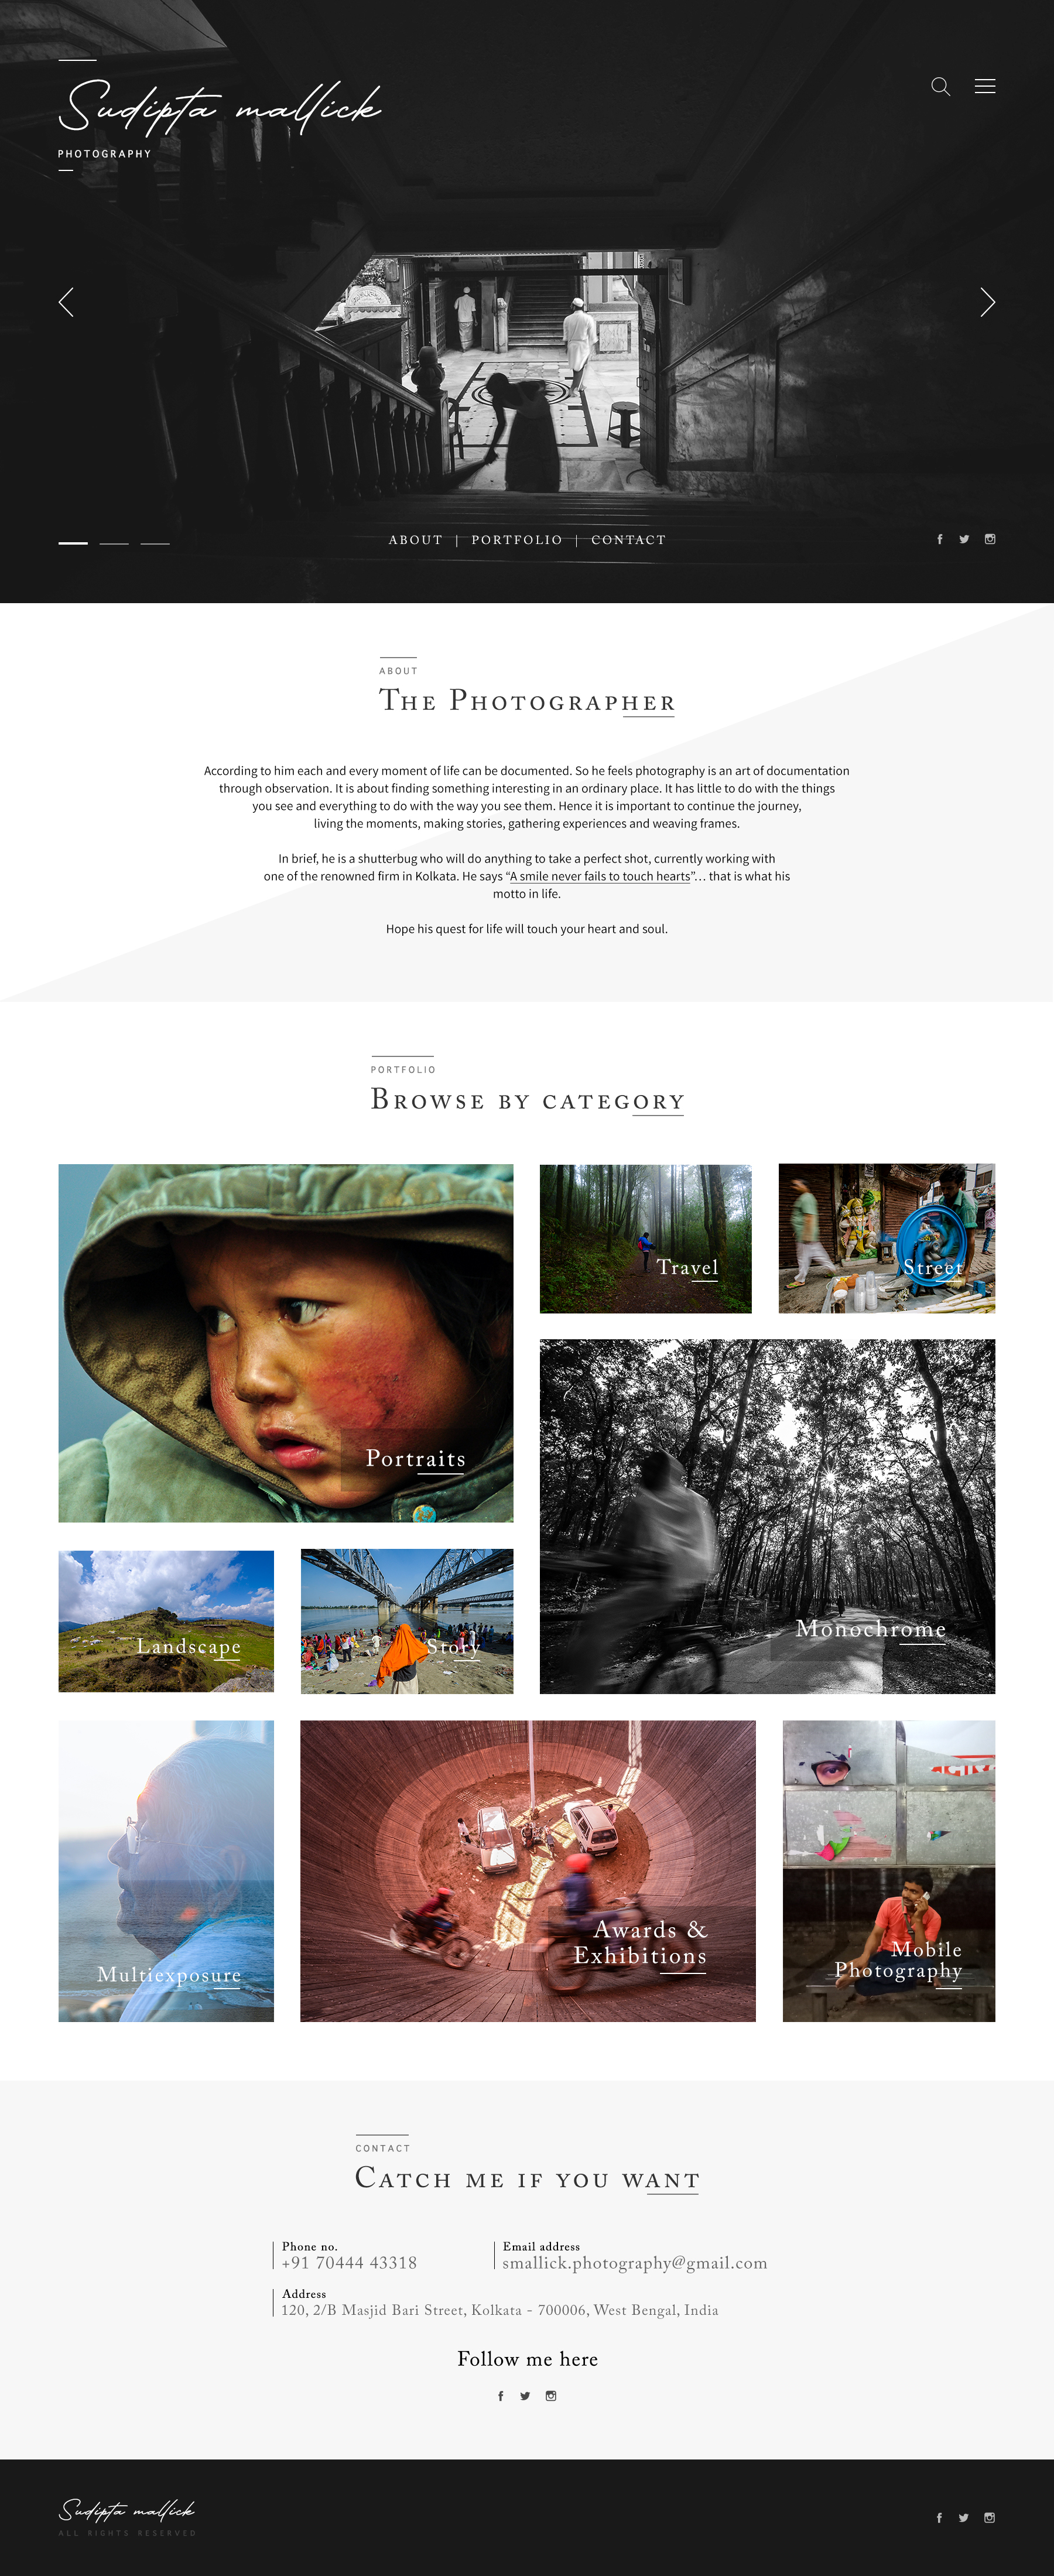 Sudipta mallick
PHOTOGRAPHY
ABOUT | PORTFOLIO | CONTACT
ABOUT
THE PHOTOGRAPHER
According to him each and every moment of life can be documented. So he feels photography is an art of documentation
through observation. It is about finding something interesting in an ordinary place. It has little to do with the things
you see and everything to do with the way you see them. Hence it is important to continue the journey,
living the moments, making stories, gathering experiences and weaving frames.
In brief, he is a shutterbug who will do anything to take a perfect shot, currently working with
one of the renowned firm in Kolkata. He says “A smile never fails to touch hearts”... that is what his
motto in life.
Hope his quest for life will touch your heart and soul.
PORTFOLIO
BROWSE BY CATEGORY
Portraits
Travel
Street
Monochrome
Landscape
Story
Multiexposure
Awards &
Exhibitions
Mobile
Photography
CONTACT
CATCH ME IF YOU WANT
Phone no.
+91 70444 43318
Email address
smallick.photography@gmail.com
Address
120, 2/B Masjid Bari Street, Kolkata - 700006, West Bengal, India
Follow me here
Sudipta mallick
ALL RIGHTS RESERVED